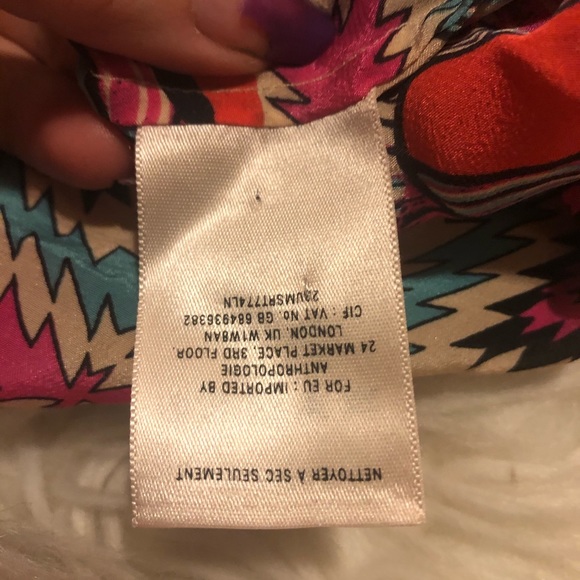 NETTOYER À SEC SEULEMENT
FOR EU : IMPORTED BY
ANTHROPOLOGIE
24 MARKET PLACE, 3RD FLOOR,
LONDON, UK W1W8AN
CIF : VAT No GB 684936382
23UMSRT774LN